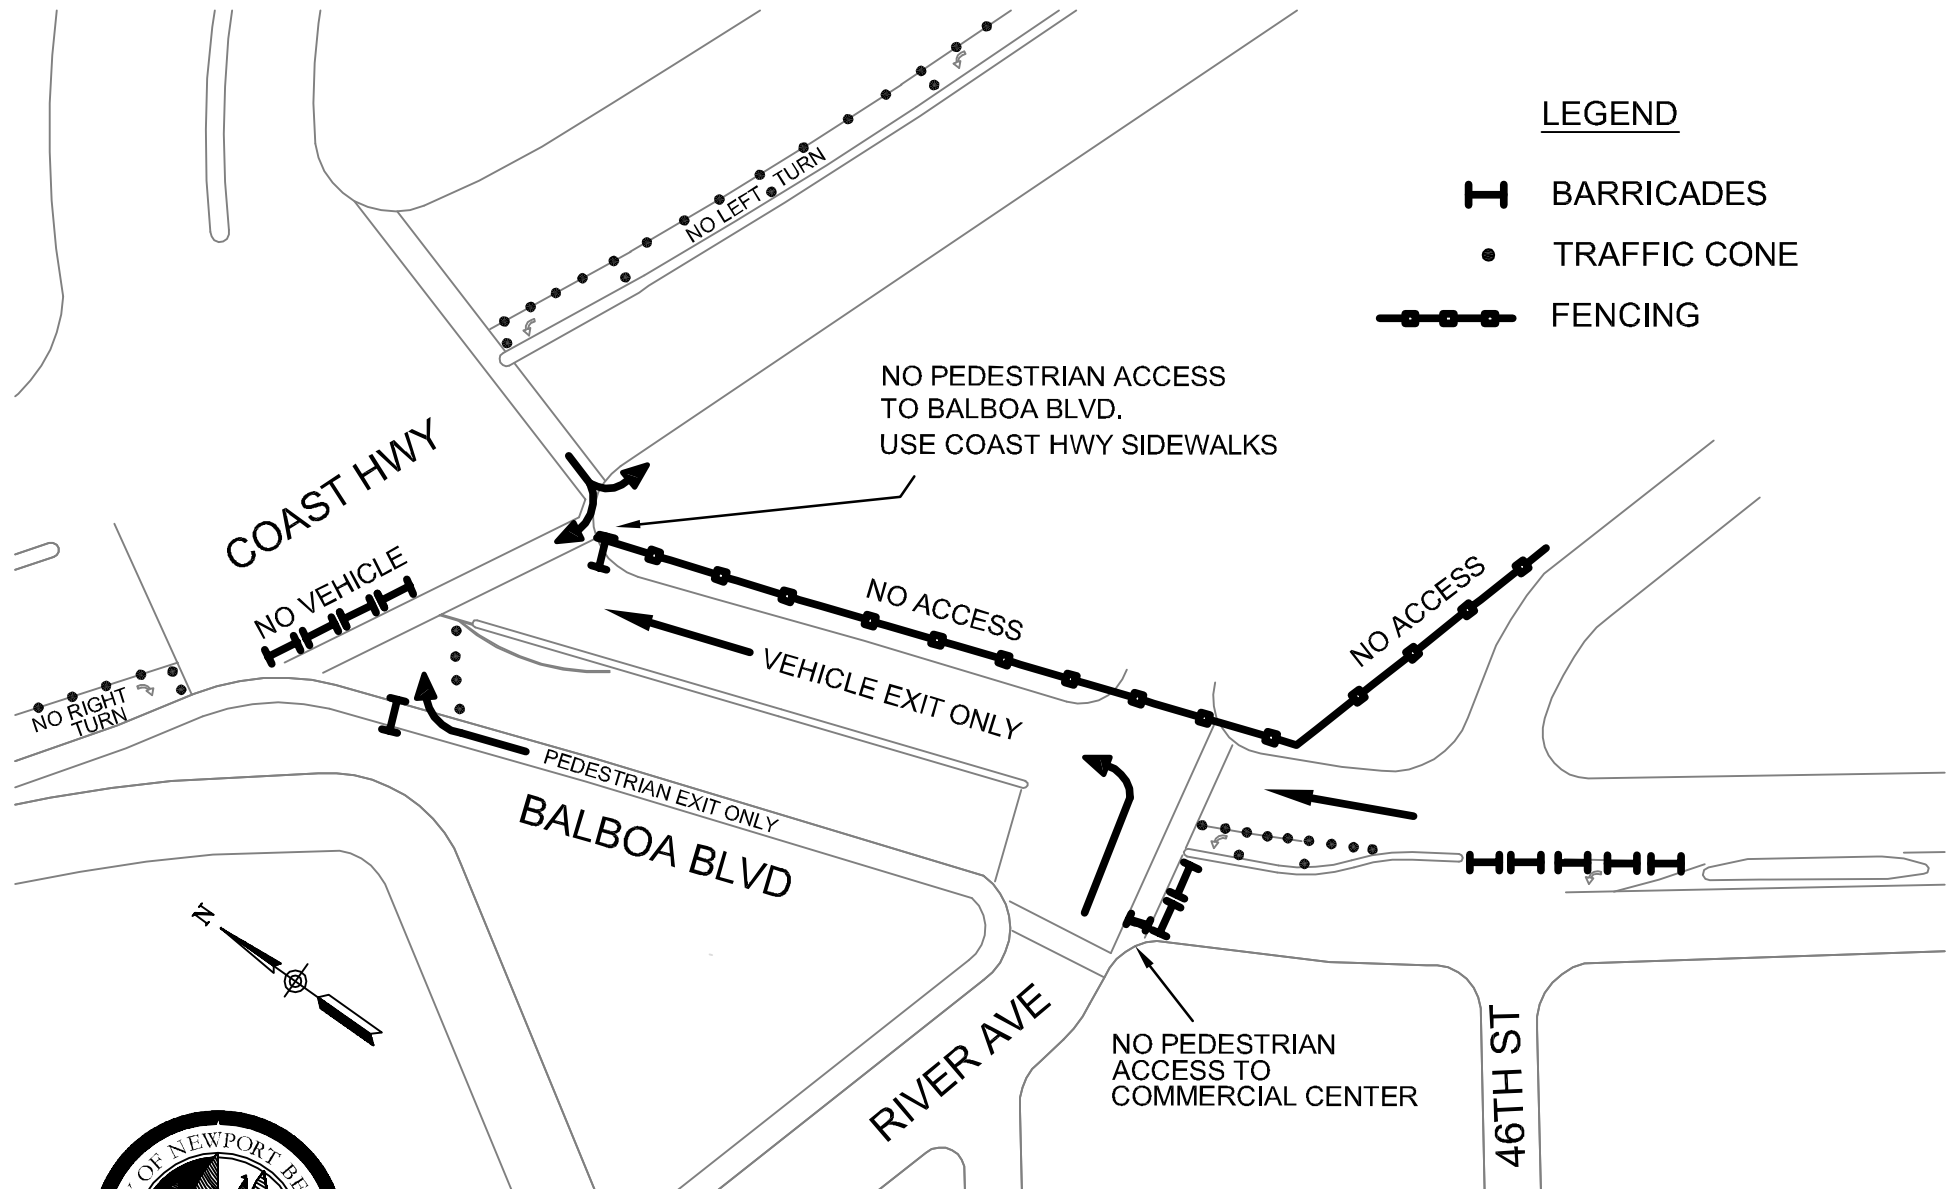 LEGEND
BARRICADES
TRAFFIC CONE
FENCING
NO LEFT TURN
NO PEDESTRIAN ACCESS
TO BALBOA BLVD.
USE COAST HWY SIDEWALKS
COAST HWY
NO VEHICLE
NO ACCESS
NO ACCESS
VEHICLE EXIT ONLY
NO RIGHT
TURN
PEDESTRIAN EXIT ONLY
BALBOA BLVD
N
RIVER AVE
NO PEDESTRIAN
ACCESS TO
COMMERCIAL CENTER
46TH ST
OF NEWPORT BE